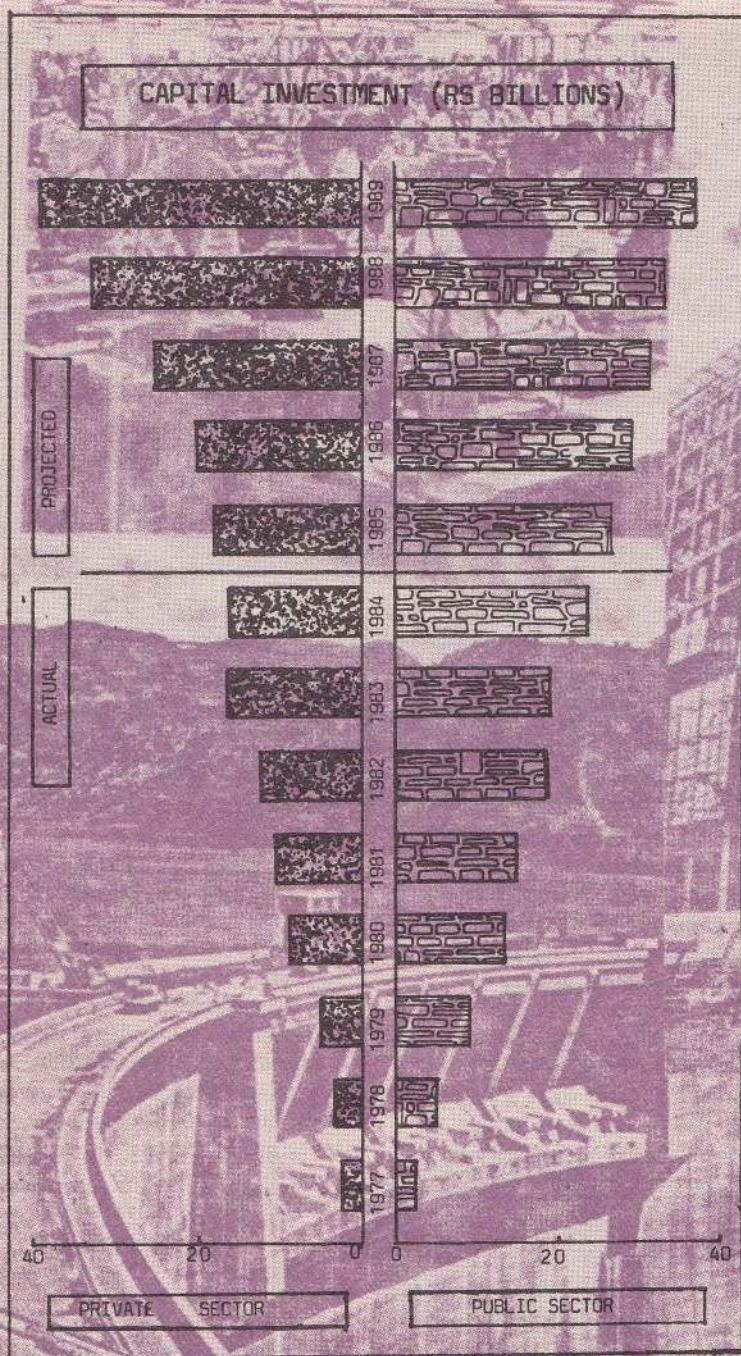 CAPITAL INVESTMENT (RS BILLIONS)
1989
1988
1987
PROJECTED
1986
1985
1984
ACTUAL
1983
1982
1981
1980
1979
1978
1977
40 20 0 0 20 40
PRIVATE SECTOR PUBLIC SECTOR